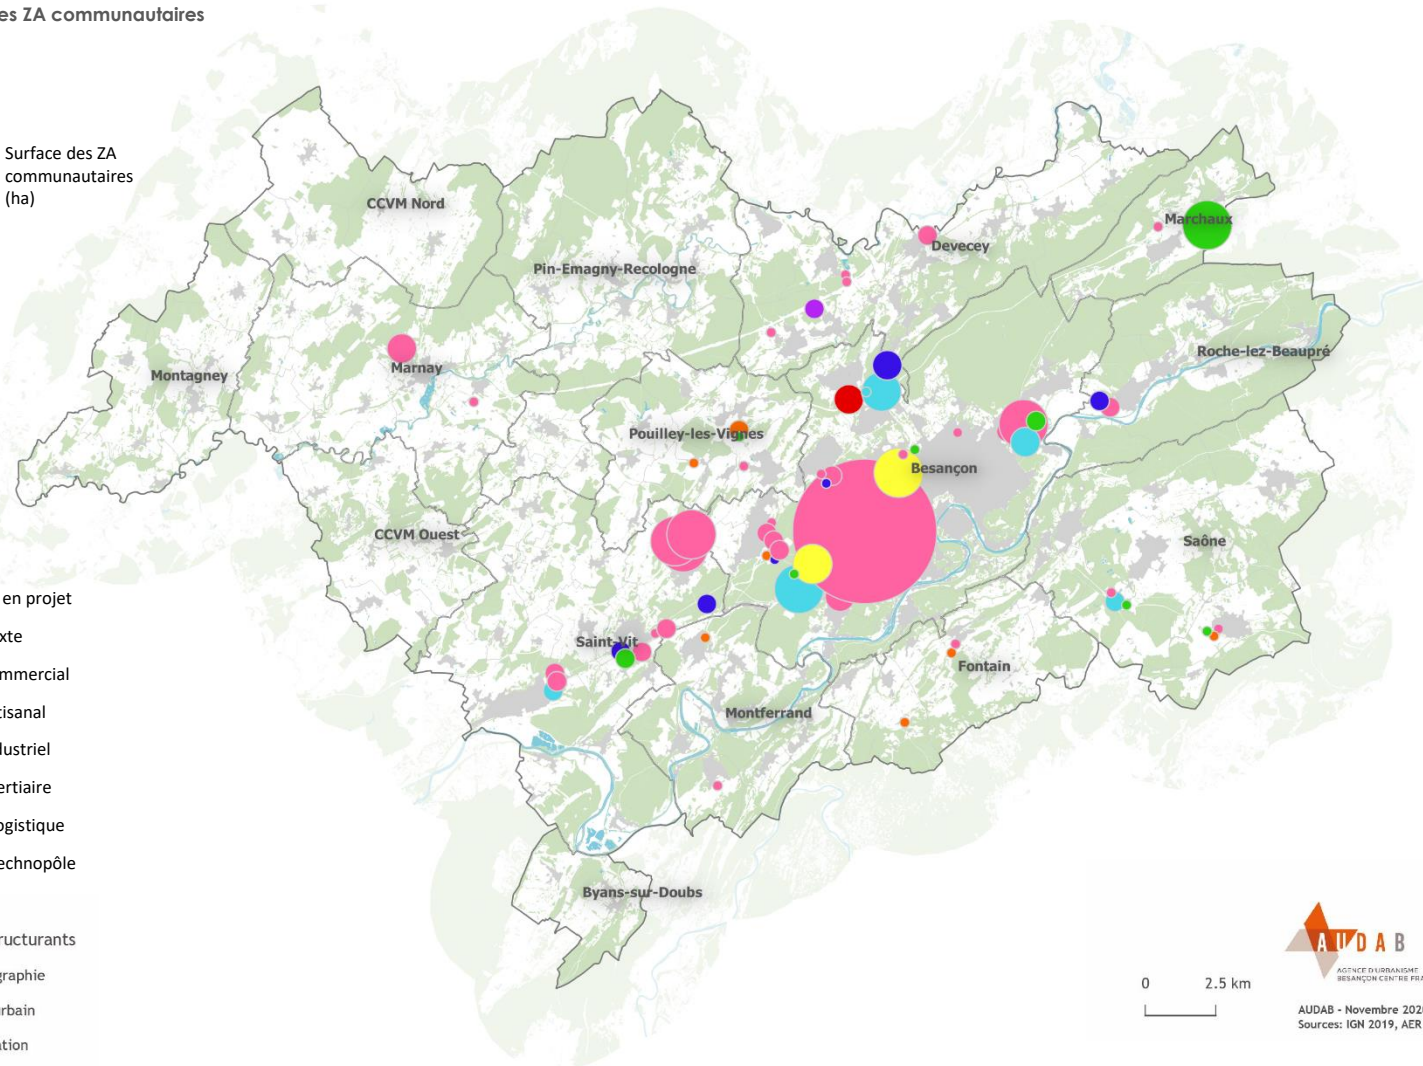 es ZA communautaires
Surface des ZA
communautaires
(ha)
CCVM Nord
Marchaux
Devecey
Pin-Emagny-Recologne
Roche-lez-Beaupré
Montagney
Marnay
Pouilley-les-Vignes
Besançon
CCVM Ouest
Saône
en projet
xte
mmercial
tisanal
dustriel
ertiaire
ogistique
echnopôle
Saint-Vit
Fontain
Montferrand
Byans-sur-Doubs
ructurants
graphie
rbain
ation
0 2.5 km
AUDAB
AGENCE D'URBANISME
BESANÇON CENTRE FRA
AUDAB - Novembre 202
Sources: IGN 2019, AER